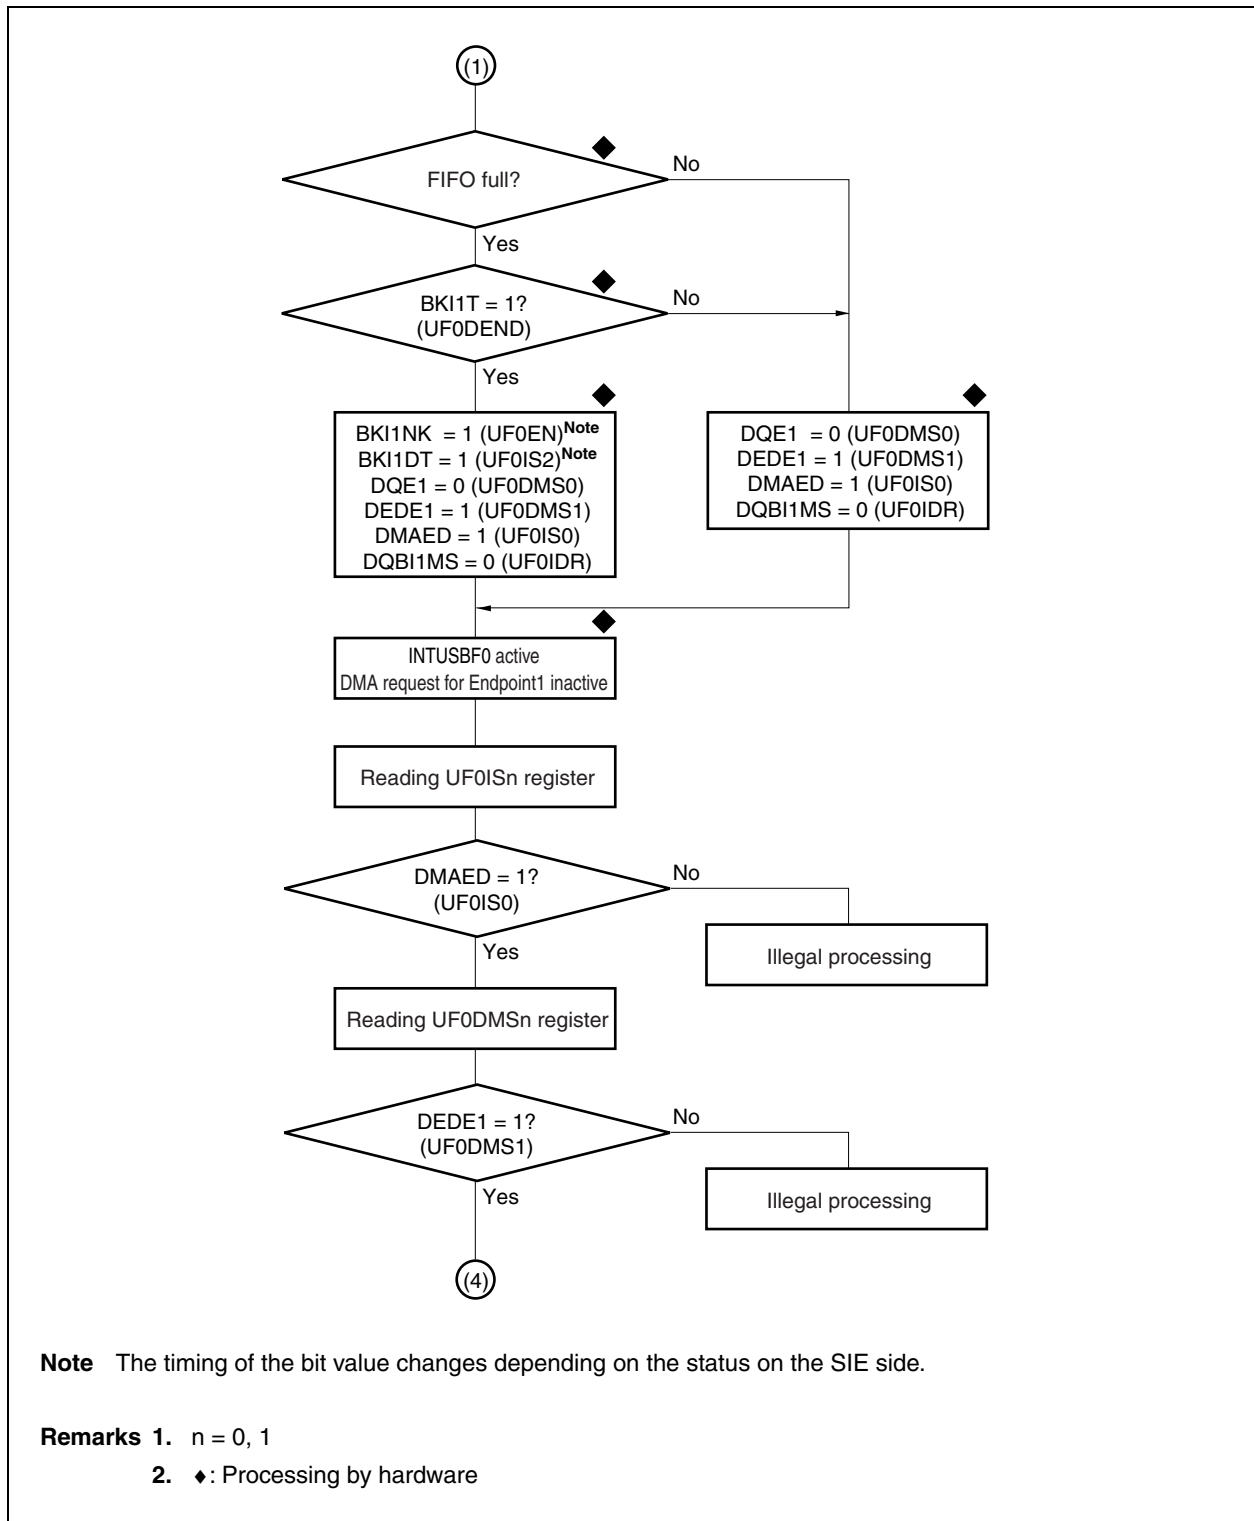 (1)
FIFO full?
No
Yes
BKI1T = 1?
(UF0DEND)
No
Yes
BKI1NK = 1 (UF0EN)Note
BKI1DT = 1 (UF0IS2)Note
DQE1 = 0 (UF0DMS0)
DEDE1 = 1 (UF0DMS1)
DMAED = 1 (UF0IS0)
DQBI1MS = 0 (UF0IDR)
DQE1 = 0 (UF0DMS0)
DEDE1 = 1 (UF0DMS1)
DMAED = 1 (UF0IS0)
DQBI1MS = 0 (UF0IDR)
INTUSBF0 active
DMA request for Endpoint1 inactive
Reading UF0ISn register
DMAED = 1?
(UF0IS0)
No
Yes
Illegal processing
Reading UF0DMSn register
DEDE1 = 1?
(UF0DMS1)
No
Yes
Illegal processing
(4)
Note The timing of the bit value changes depending on the status on the SIE side.
Remarks 1. n = 0, 1
2. ♦: Processing by hardware